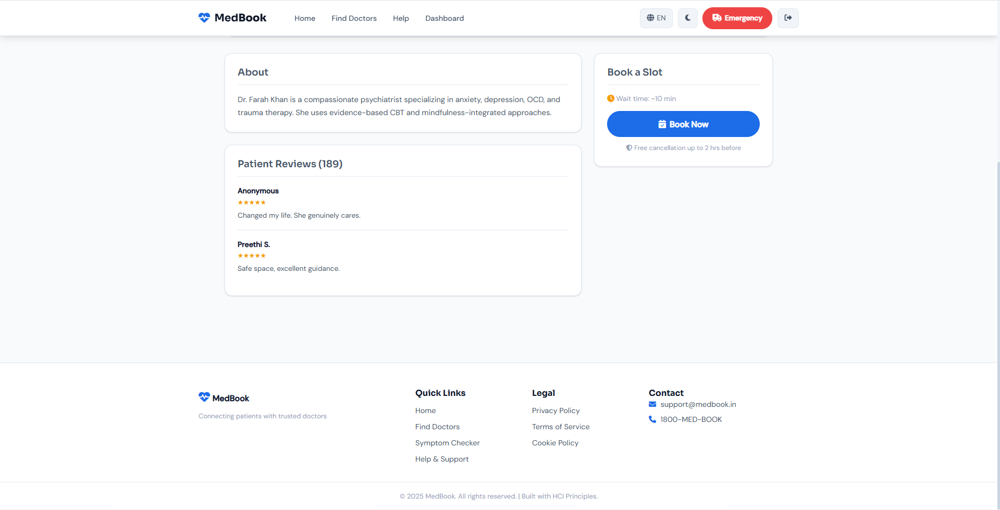 MedBook
Home
Find Doctors
Help
Dashboard
EN
Emergency
About
Dr. Farah Khan is a compassionate psychiatrist specializing in anxiety, depression, OCD, and
trauma therapy. She uses evidence-based CBT and mindfulness-integrated approaches.
Book a Slot
Wait time: ~10 min
Book Now
Free cancellation up to 2 hrs before
Patient Reviews (189)
Anonymous
★★★★★
Changed my life. She genuinely cares.
Preethi S.
★★★★★
Safe space, excellent guidance.
MedBook
Connecting patients with trusted doctors
Quick Links
Home
Find Doctors
Symptom Checker
Help & Support
Legal
Privacy Policy
Terms of Service
Cookie Policy
Contact
support@medbook.in
1800-MED-BOOK
© 2025 MedBook. All rights reserved. | Built with HCI Principles.